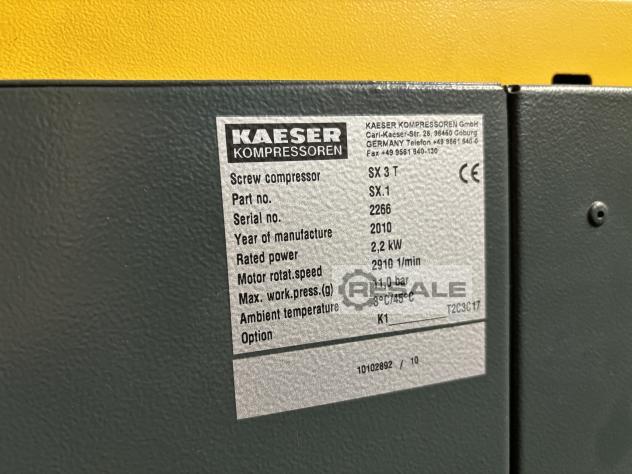 KAESER
KOMPRESSOREN
KAESER KOMPRESSOREN GmbH
Carl-Kaeser-Str. 26, 96450 Coburg
GERMANY Telefon +49 9561 640-0
Fax +49 9561 640-130
Screw compressor SX 3 T CE
Part no. SX.1
Serial no. 2266
Year of manufacture 2010
Rated power 2,2 kW
Motor rotat.speed 2910 1/min
Max. work.press.(g) 11,0 bar
Ambient temperature 3°C/45°C
Option K1 T2C3C17
RESALE
10102892 / 10